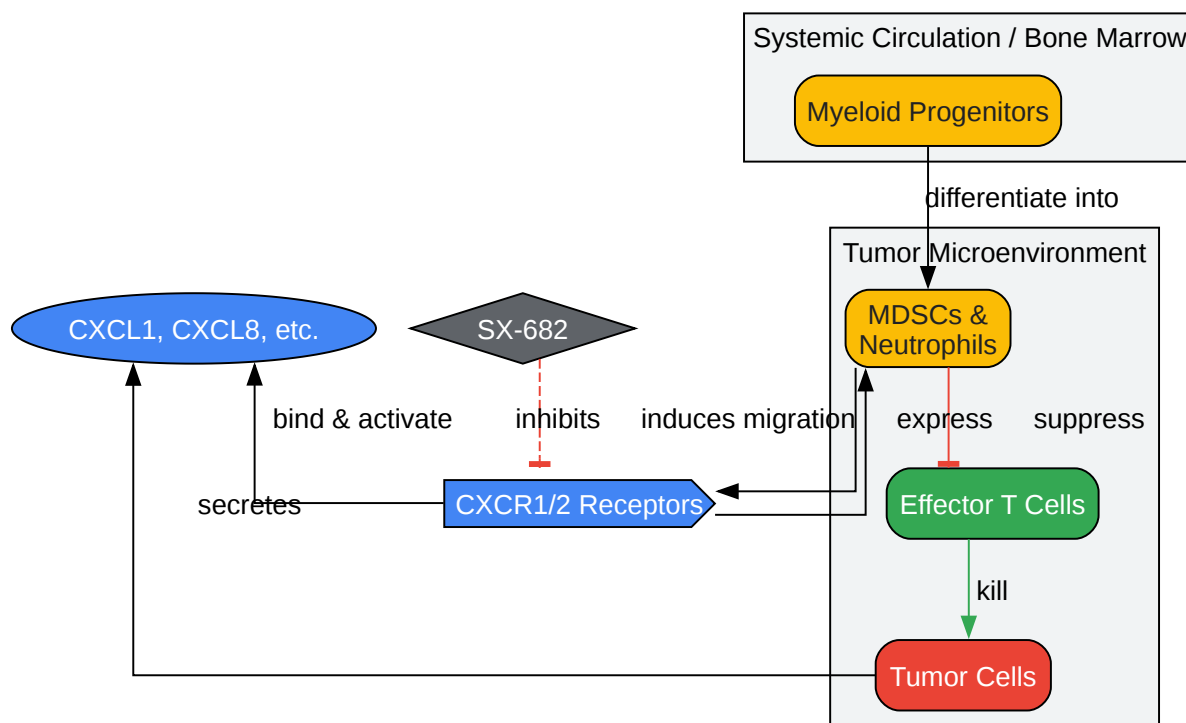 Systemic Circulation / Bone Marrow
Myeloid Progenitors
differentiate into
Tumor Microenvironment
MDSCs &
Neutrophils
CXCL1, CXCL8, etc.
SX-682
bind & activate
inhibits
induces migration
express
suppress
secretes
CXCR1/2 Receptors
Effector T Cells
kill
Tumor Cells